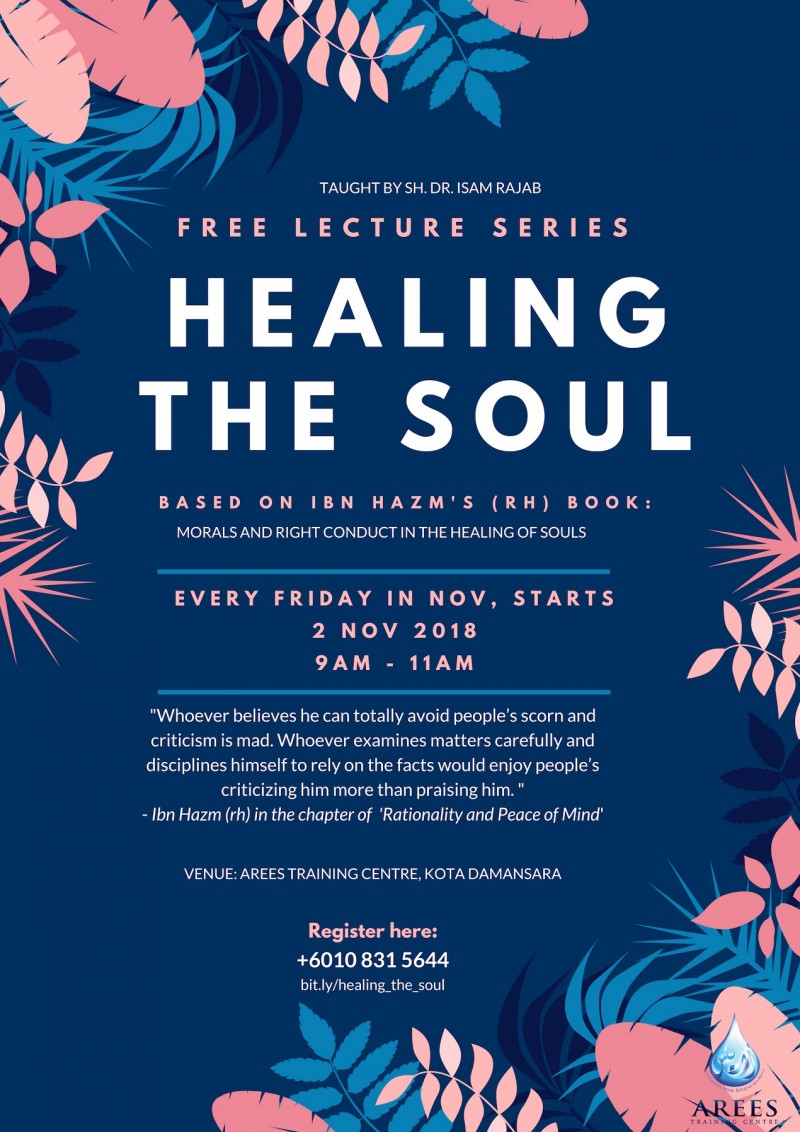 TAUGHT BY SH. DR. ISAM RAJAB
FREE LECTURE SERIES
HEALING
THE SOUL
BASED ON IBN HAZM'S (RH) BOOK:
MORALS AND RIGHT CONDUCT IN THE HEALING OF SOULS
EVERY FRIDAY IN NOV, STARTS
2 NOV 2018
9AM - 11AM
"Whoever believes he can totally avoid people's scorn and
criticism is mad. Whoever examines matters carefully and
disciplines himself to rely on the facts would enjoy people's
criticizing him more than praising him. "
- Ibn Hazm (rh) in the chapter of 'Rationality and Peace of Mind'
VENUE: AREES TRAINING CENTRE, KOTA DAMANSARA
Register here:
+6010 831 5644
bit.ly/healing_the_soul
AREES
TRAINING CENTRE